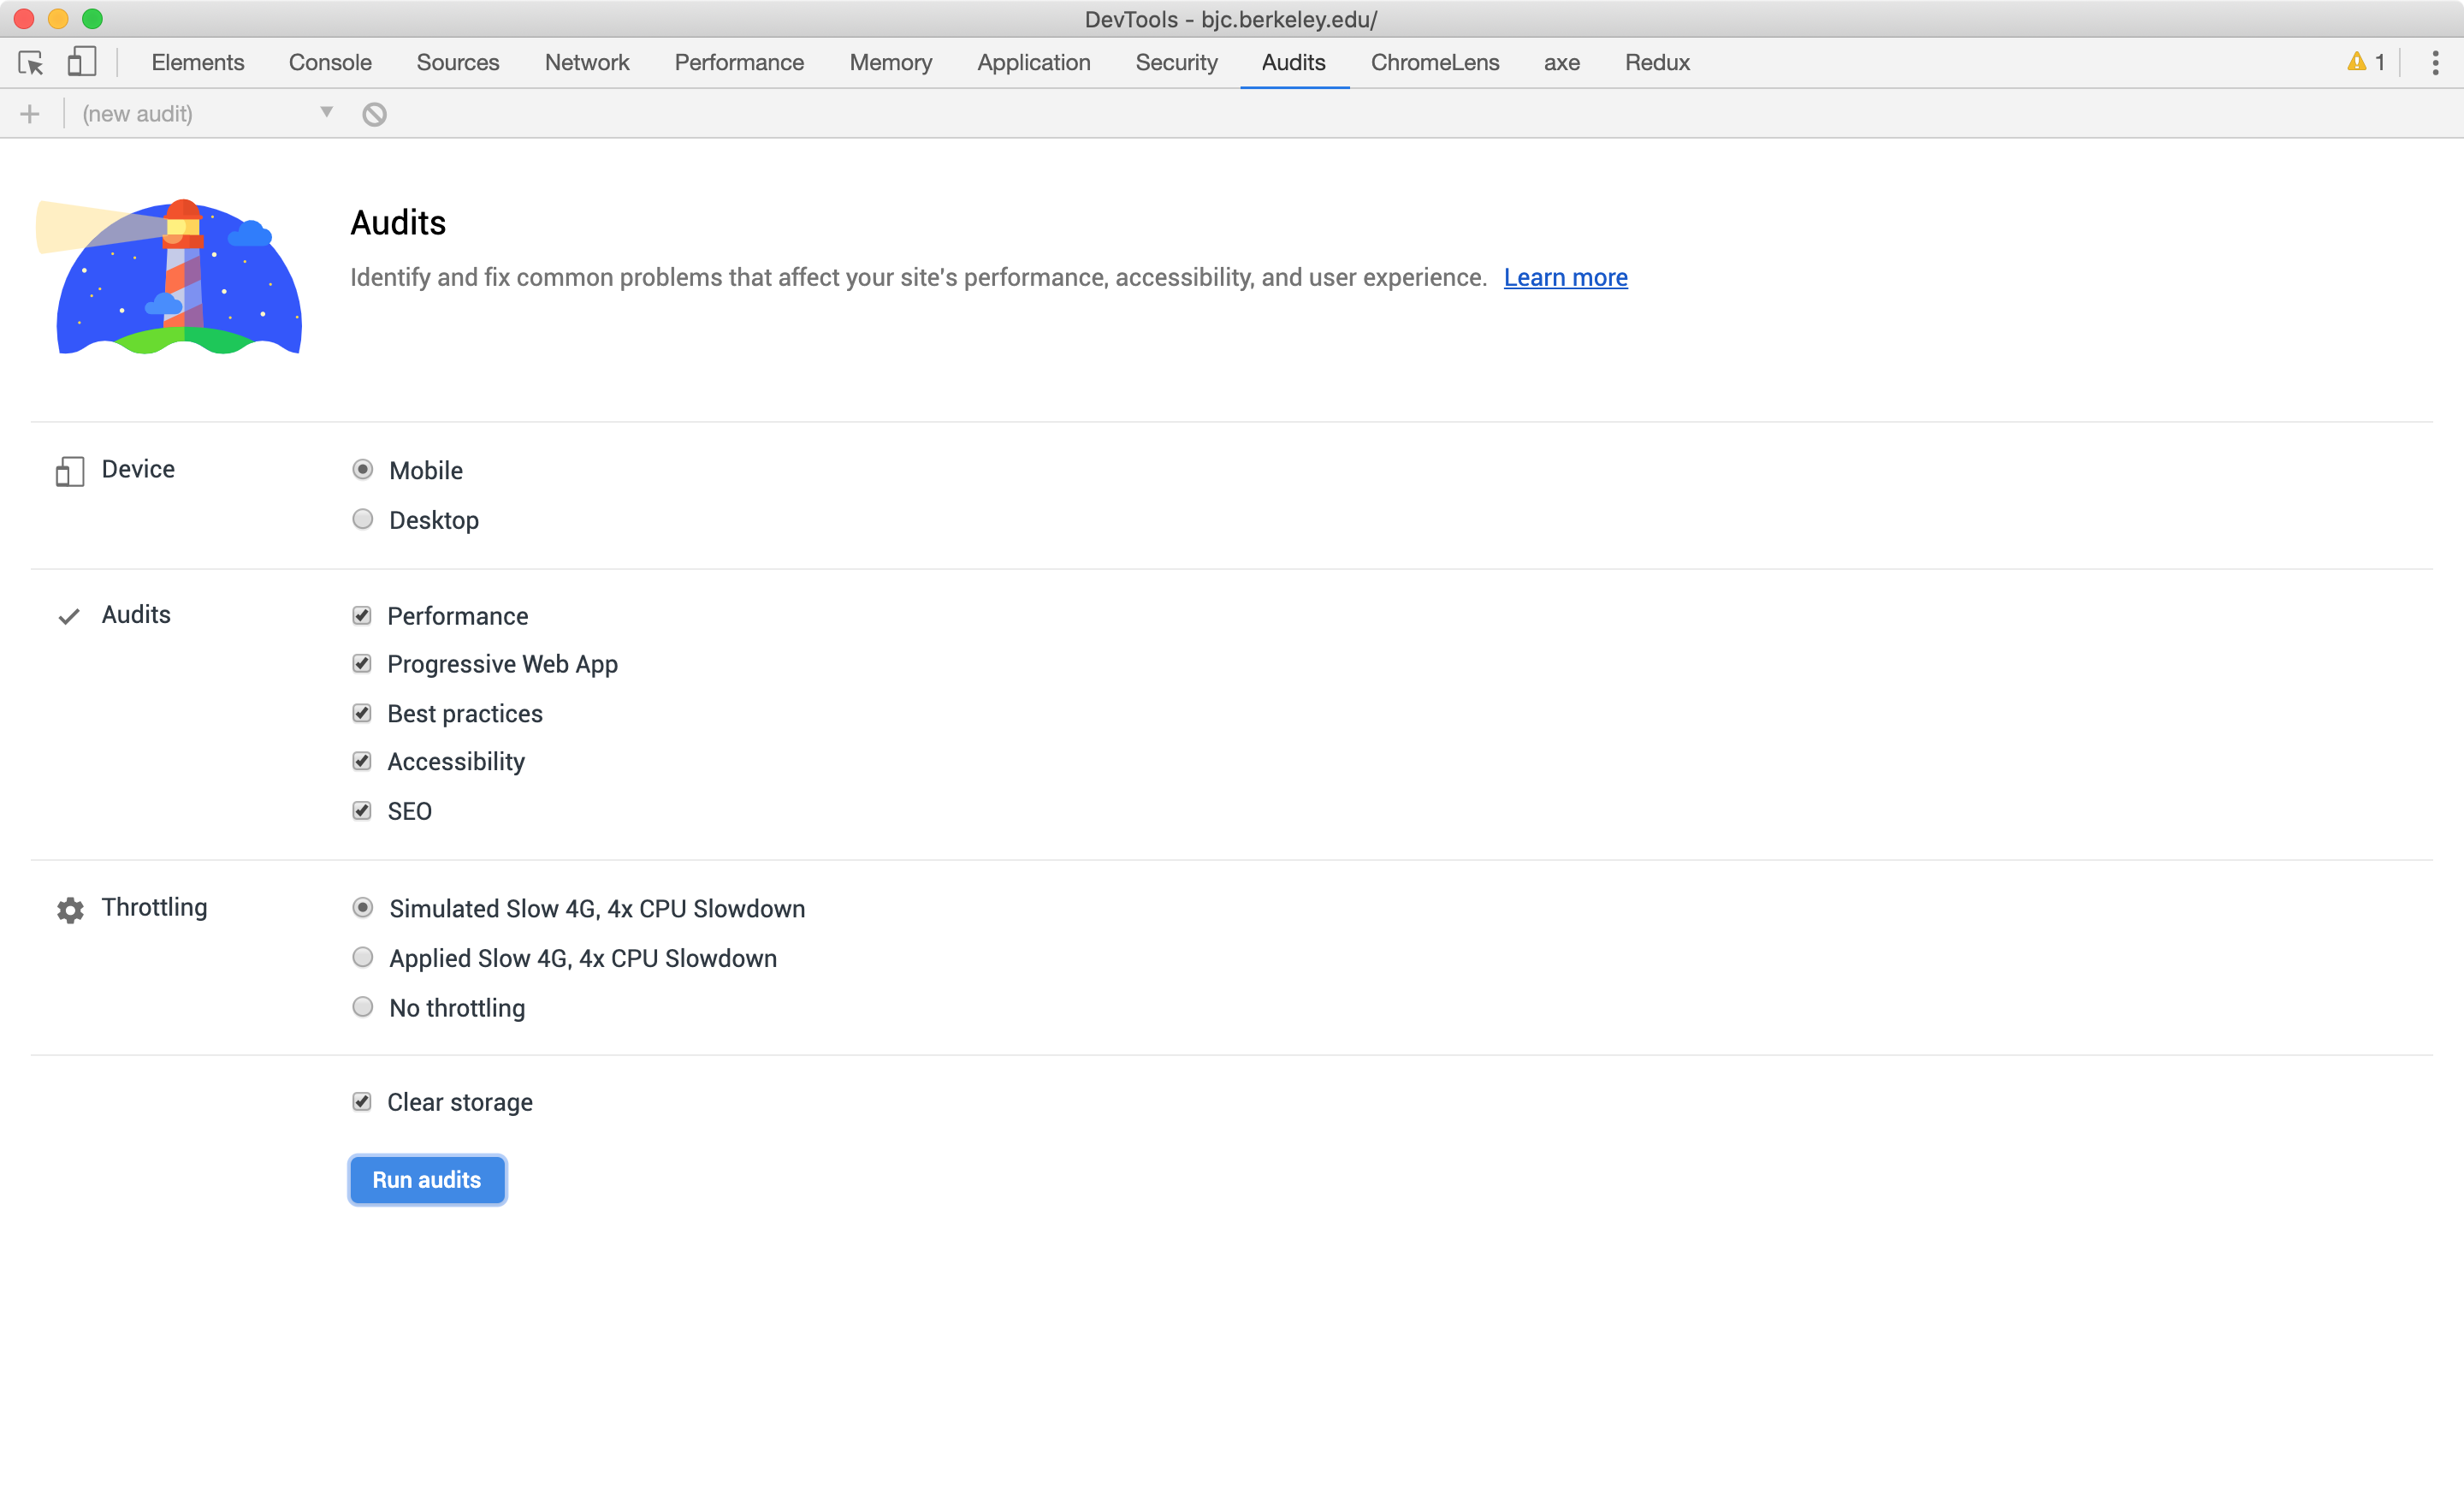 DevTools - bjc.berkeley.edu/
Elements Console Sources Network Performance Memory Application Security Audits ChromeLens axe Redux 1
(new audit)
Audits
Identify and fix common problems that affect your site's performance, accessibility, and user experience. Learn more
Device
Mobile
Desktop
Audits
Performance
Progressive Web App
Best practices
Accessibility
SEO
Throttling
Simulated Slow 4G, 4x CPU Slowdown
Applied Slow 4G, 4x CPU Slowdown
No throttling
Clear storage
Run audits